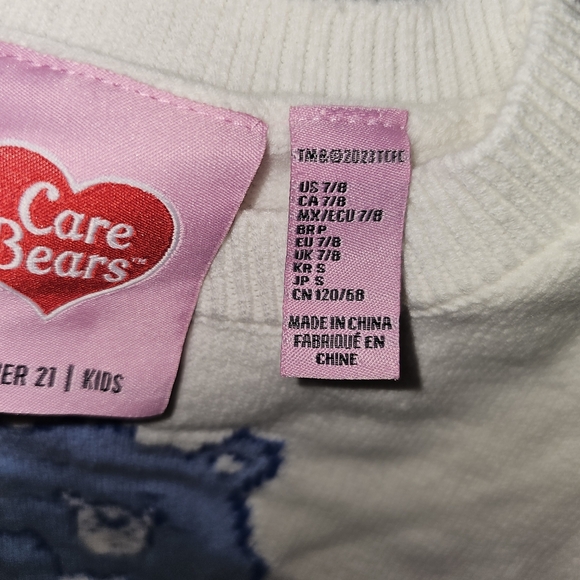 Care
Bears™
ER 21 | KIDS
TM&©2023TCFC
US 7/8
CA 7/8
MX/ECU 7/8
BR P
EU 7/8
UK 7/8
KR S
JP S
CN 120/68
MADE IN CHINA
FABRIQUÉ EN
CHINE